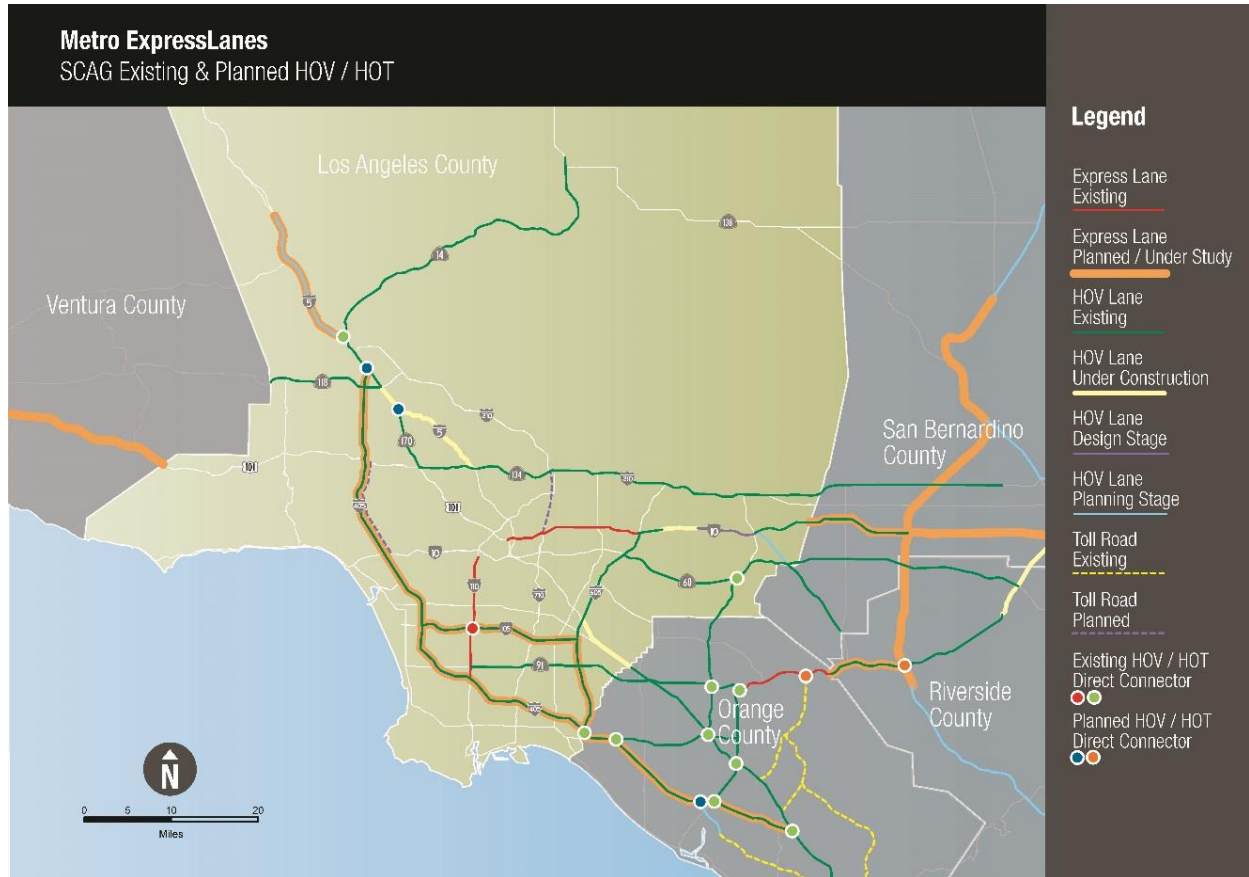 Metro ExpressLanes
SCAG Existing & Planned HOV / HOT
Legend
Express Lane
Existing
Express Lane
Planned / Under Study
HOV Lane
Existing
HOV Lane
Under Construction
HOV Lane
Design Stage
HOV Lane
Planning Stage
Toll Road
Existing
Toll Road
Planned
Existing HOV / HOT
Direct Connector
Planned HOV / HOT
Direct Connector
Los Angeles County
138
14
Ventura County
5
118
210
5
170
San Bernardino
County
101
134
210
405
101
10
10
110
710
605
60
105
91
Orange
County
Riverside
County
405
N
0 5 10 20
Miles